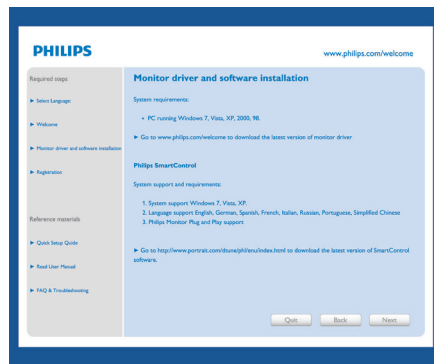 PHILIPS
www.philips.com/welcome
Required steps
► Select Language:
► Welcome
► Monitor driver and software installation
► Registration
Reference materials
► Quick Setup Guide
► Read User Manual
► FAQ & Troubleshooting
Monitor driver and software installation
System requirements:
• PC running Windows 7, Vista, XP, 2000, 98.
► Go to www.philips.com/welcome to download the latest version of monitor driver
Philips SmartControl
System support and requirements:
1. System support Windows 7, Vista, XP.
2. Language support English, German, Spanish, French, Italian, Russian, Portuguese, Simplified Chinese
3. Philips Monitor Plug and Play support
► Go to http://www.portrait.com/dtune/phl/enu/index.html to download the latest version of SmartControl
software.
Quit
Back
Next